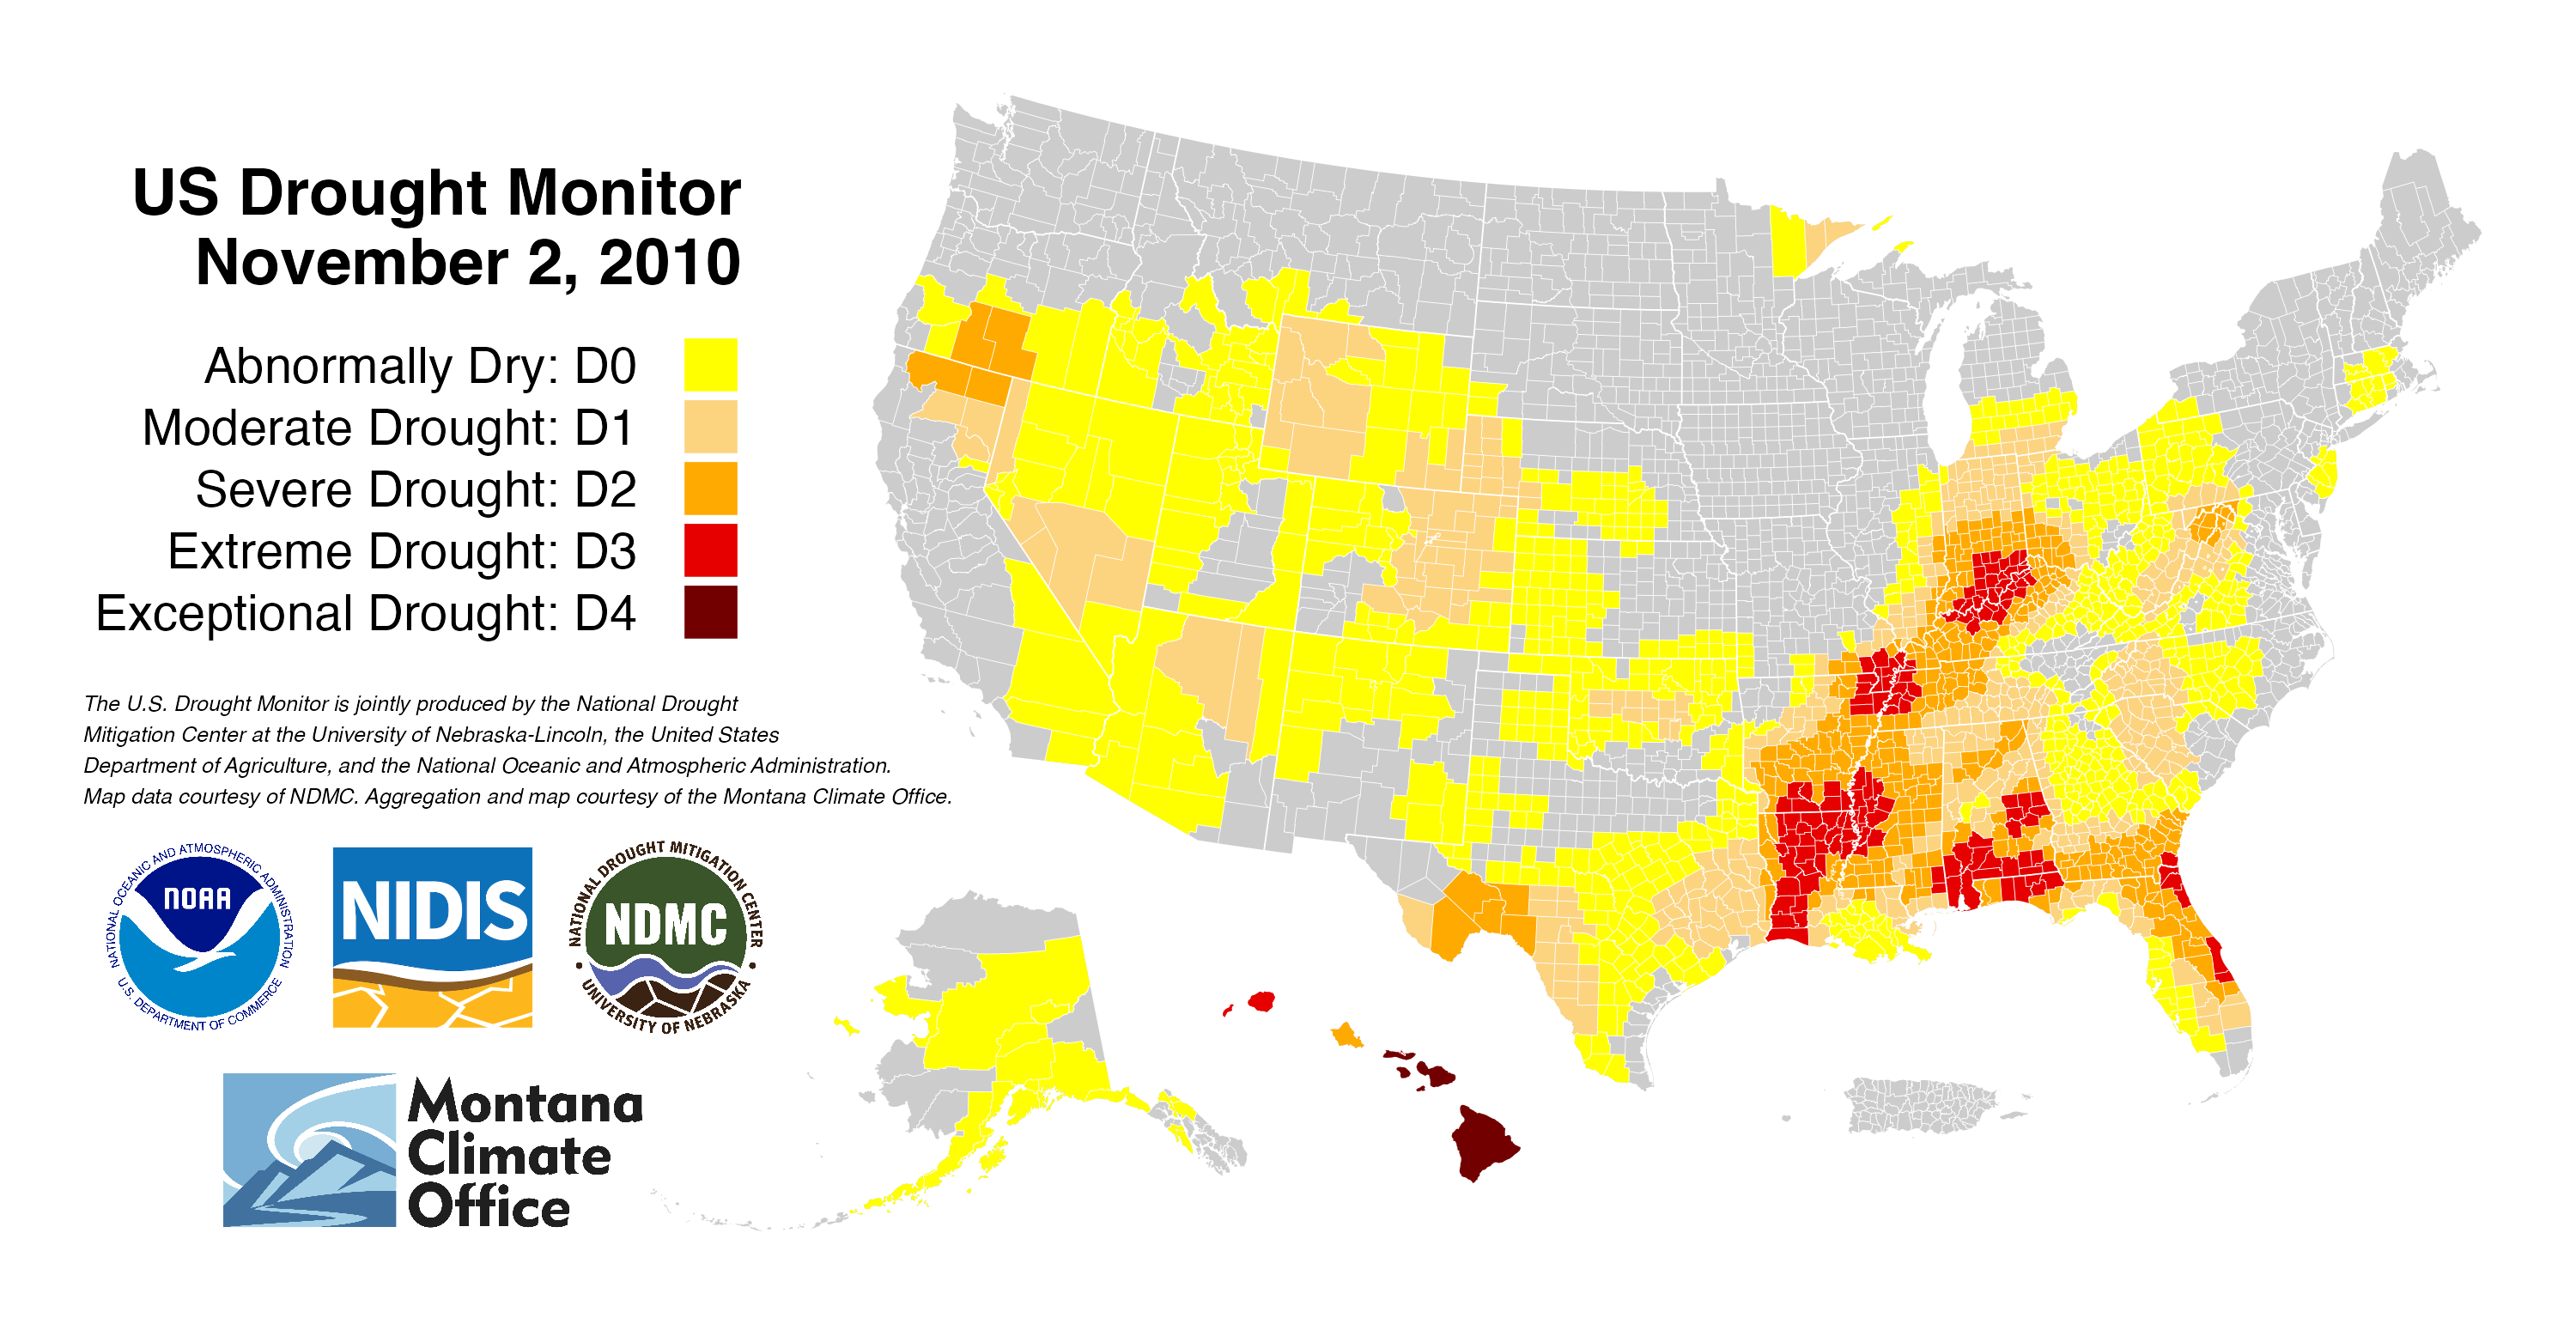 US Drought Monitor
November 2, 2010
Abnormally Dry: D0
Moderate Drought: D1
Severe Drought: D2
Extreme Drought: D3
Exceptional Drought: D4
The U.S. Drought Monitor is jointly produced by the National Drought
Mitigation Center at the University of Nebraska-Lincoln, the United States
Department of Agriculture, and the National Oceanic and Atmospheric Administration.
Map data courtesy of NDMC. Aggregation and map courtesy of the Montana Climate Office.
NATIONAL OCEANIC AND ATMOSPHERIC ADMINISTRATION
NOAA
U.S. DEPARTMENT OF COMMERCE
NIDIS
NATIONAL DROUGHT MITIGATION CENTER
NDMC
UNIVERSITY OF NEBRASKA
Montana
Climate
Office